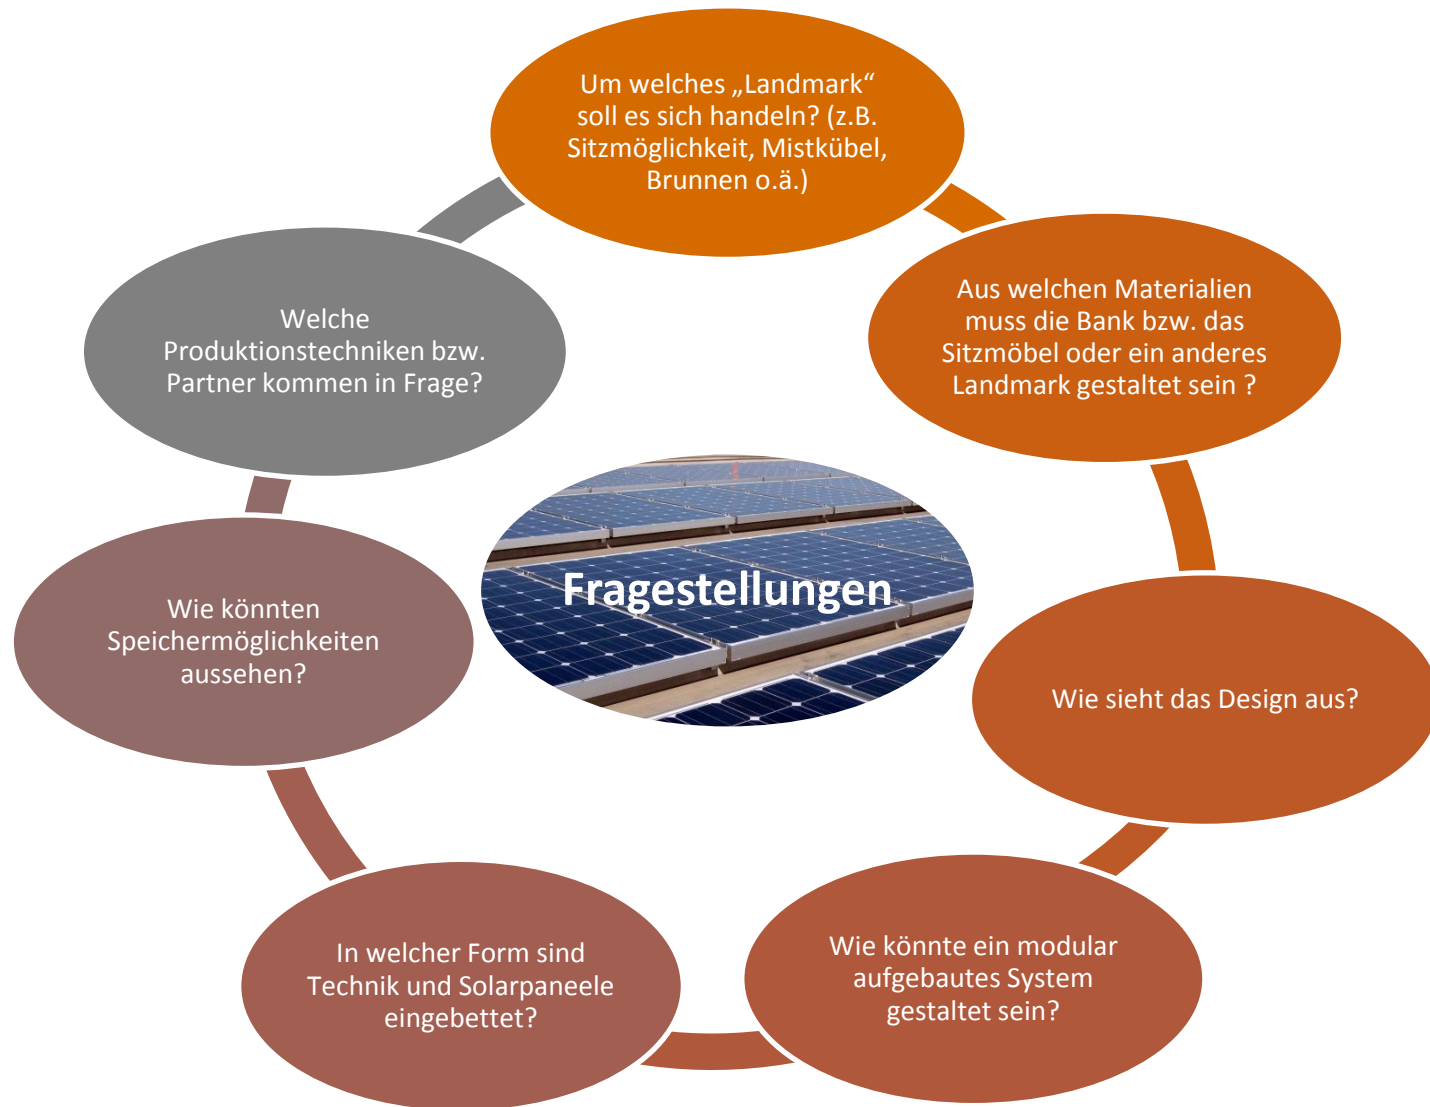 Um welches „Landmark“
soll es sich handeln? (z.B.
Sitzmöglichkeit, Mistkübel,
Brunnen o.ä.)
Aus welchen Materialien
muss die Bank bzw. das
Sitzmöbel oder ein anderes
Landmark gestaltet sein ?
Wie sieht das Design aus?
Wie könnte ein modular
aufgebautes System
gestaltet sein?
In welcher Form sind
Technik und Solarpaneele
eingebettet?
Wie könnten
Speichermöglichkeiten
aussehen?
Welche
Produktionstechniken bzw.
Partner kommen in Frage?
Fragestellungen